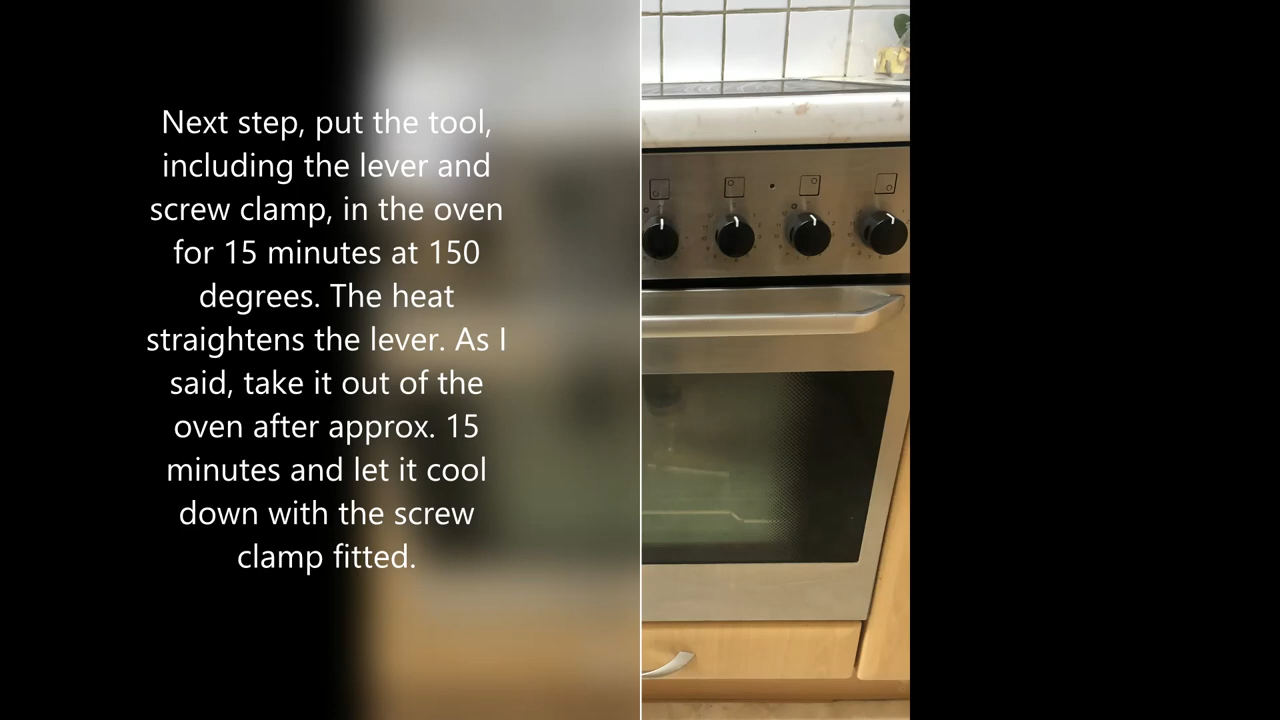 Next step, put the tool,
including the lever and
screw clamp, in the oven
for 15 minutes at 150
degrees. The heat
straightens the lever. As I
said, take it out of the
oven after approx. 15
minutes and let it cool
down with the screw
clamp fitted.